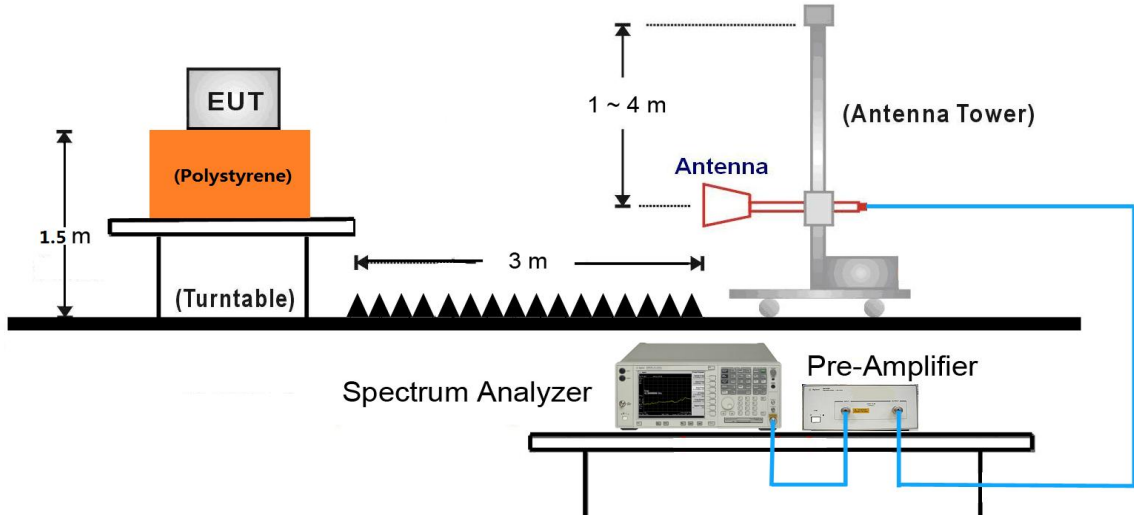 EUT
1 ~ 4 m
(Antenna Tower)
Antenna
(Polystyrene)
1.5 m
3 m
(Turntable)
Pre-Amplifier
Spectrum Analyzer